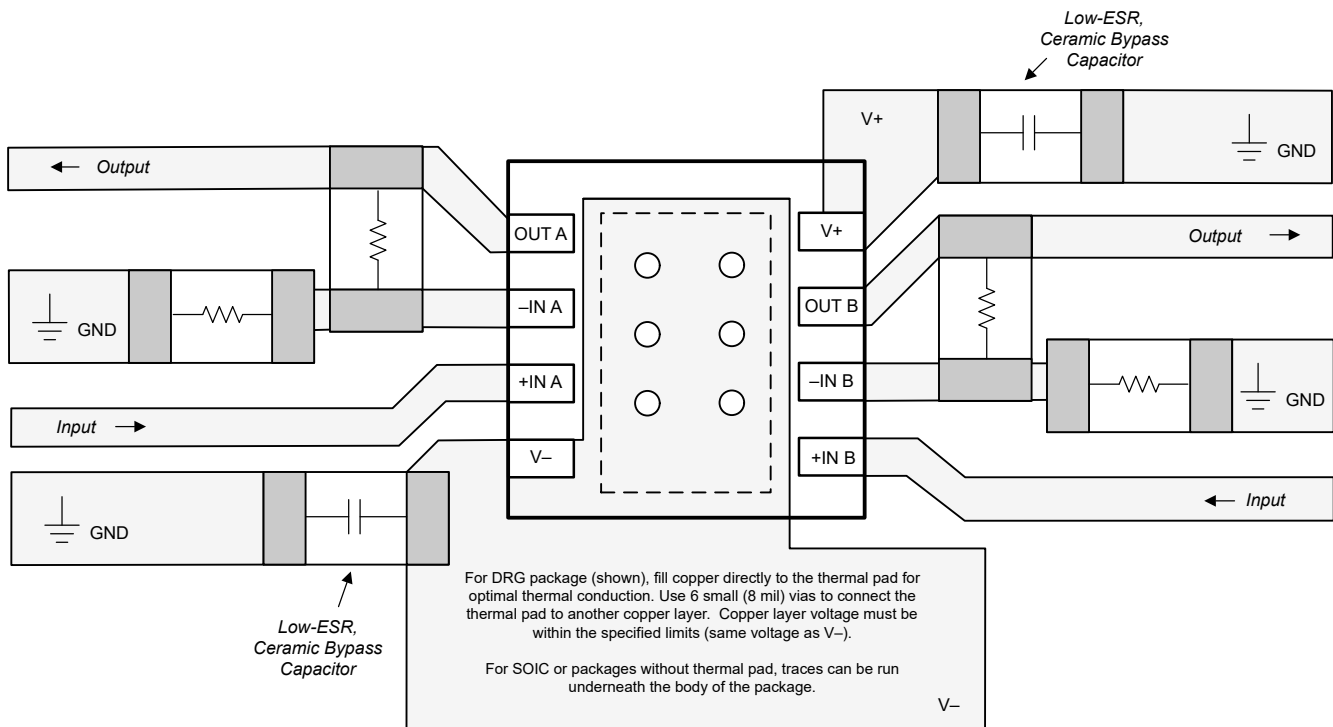 Low-ESR,
Ceramic Bypass
Capacitor
V+
GND
Output
OUT A
V+
Output
GND
–IN A
OUT B
+IN A
–IN B
GND
Input
V–
+IN B
Input
GND
For DRG package (shown), fill copper directly to the thermal pad for
optimal thermal conduction. Use 6 small (8 mil) vias to connect the
thermal pad to another copper layer. Copper layer voltage must be
within the specified limits (same voltage as V–).
Low-ESR,
Ceramic Bypass
Capacitor
For SOIC or packages without thermal pad, traces can be run
underneath the body of the package.
V–